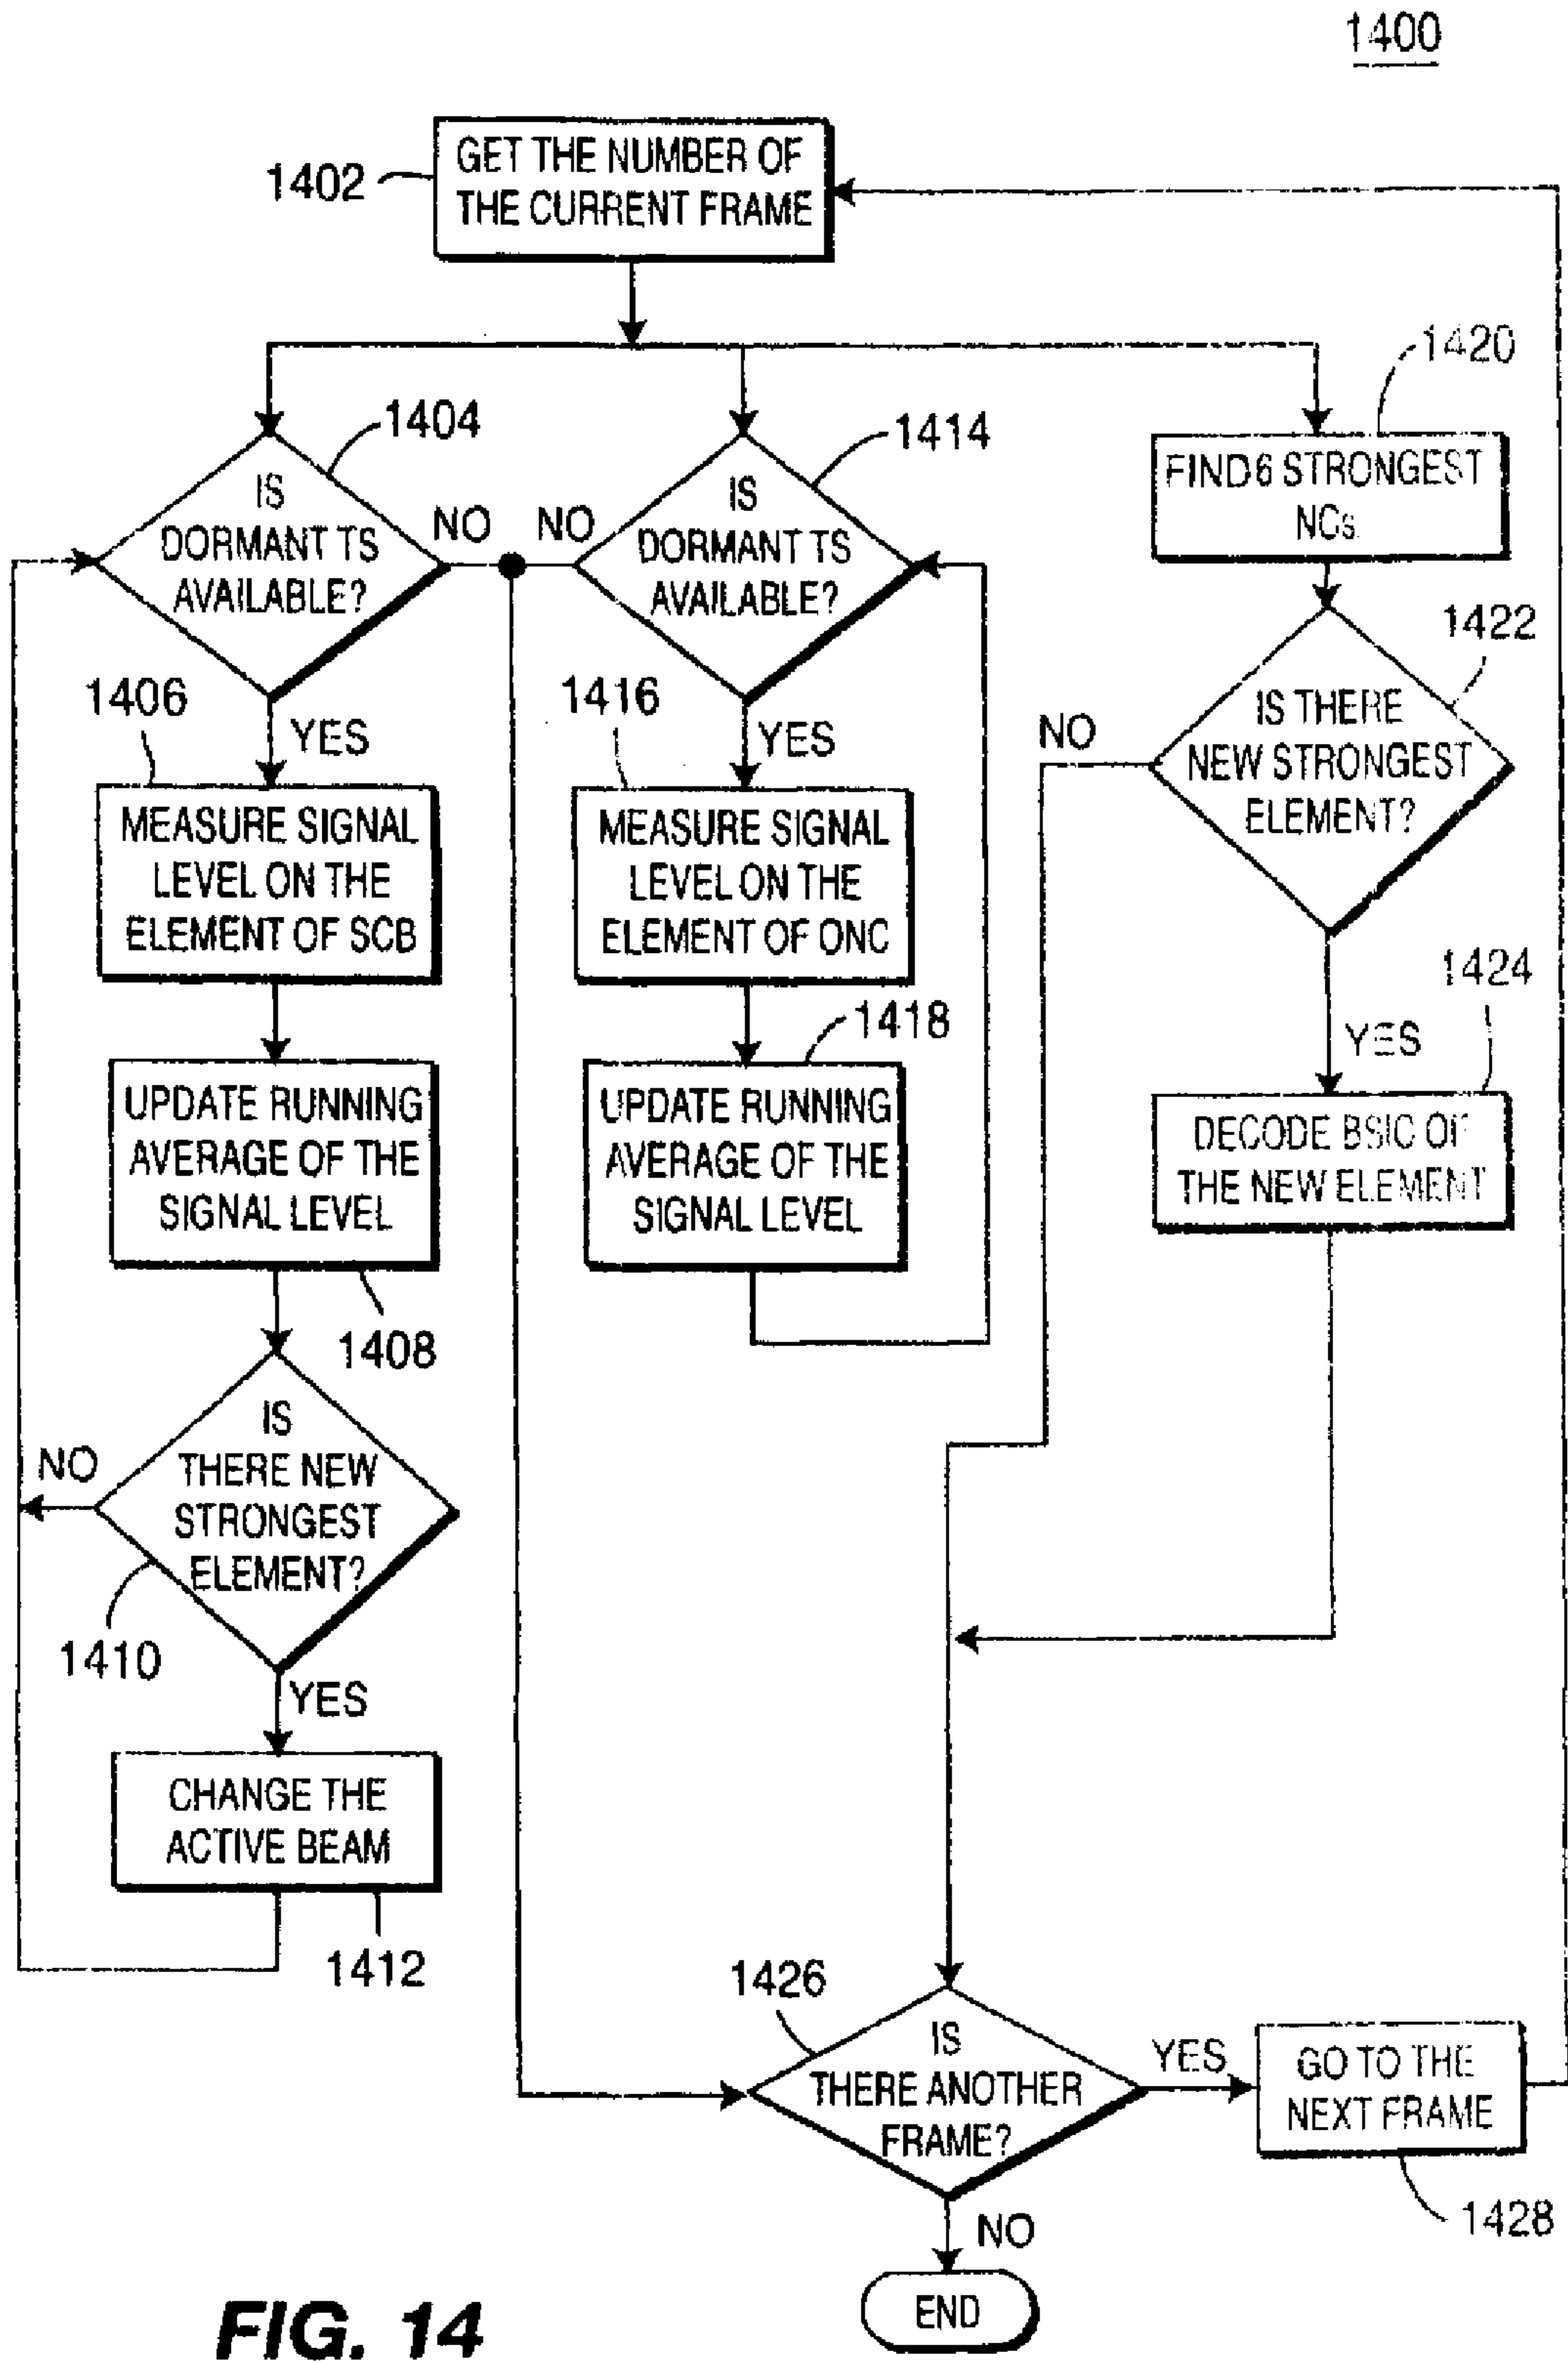 1400
1402
GET THE NUMBER OF
THE CURRENT FRAME
1404
IS
DORMANT TS
AVAILABLE?
NO
YES
1406
MEASURE SIGNAL
LEVEL ON THE
ELEMENT OF SCB
UPDATE RUNNING
AVERAGE OF THE
SIGNAL LEVEL
1408
IS
THERE NEW
STRONGEST
ELEMENT?
NO
1410
YES
CHANGE THE
ACTIVE BEAM
1412
1414
IS
DORMANT TS
AVAILABLE?
NO
YES
1416
MEASURE SIGNAL
LEVEL ON THE
ELEMENT OF ONC
1418
UPDATE RUNNING
AVERAGE OF THE
SIGNAL LEVEL
1420
FIND 6 STRONGEST
NCs.
1422
IS THERE
NEW STRONGEST
ELEMENT?
NO
YES
1424
DECODE BSIC OF
THE NEW ELEMENT
1426
IS
THERE ANOTHER
FRAME?
YES
GO TO THE
NEXT FRAME
1428
NO
END
FIG. 14